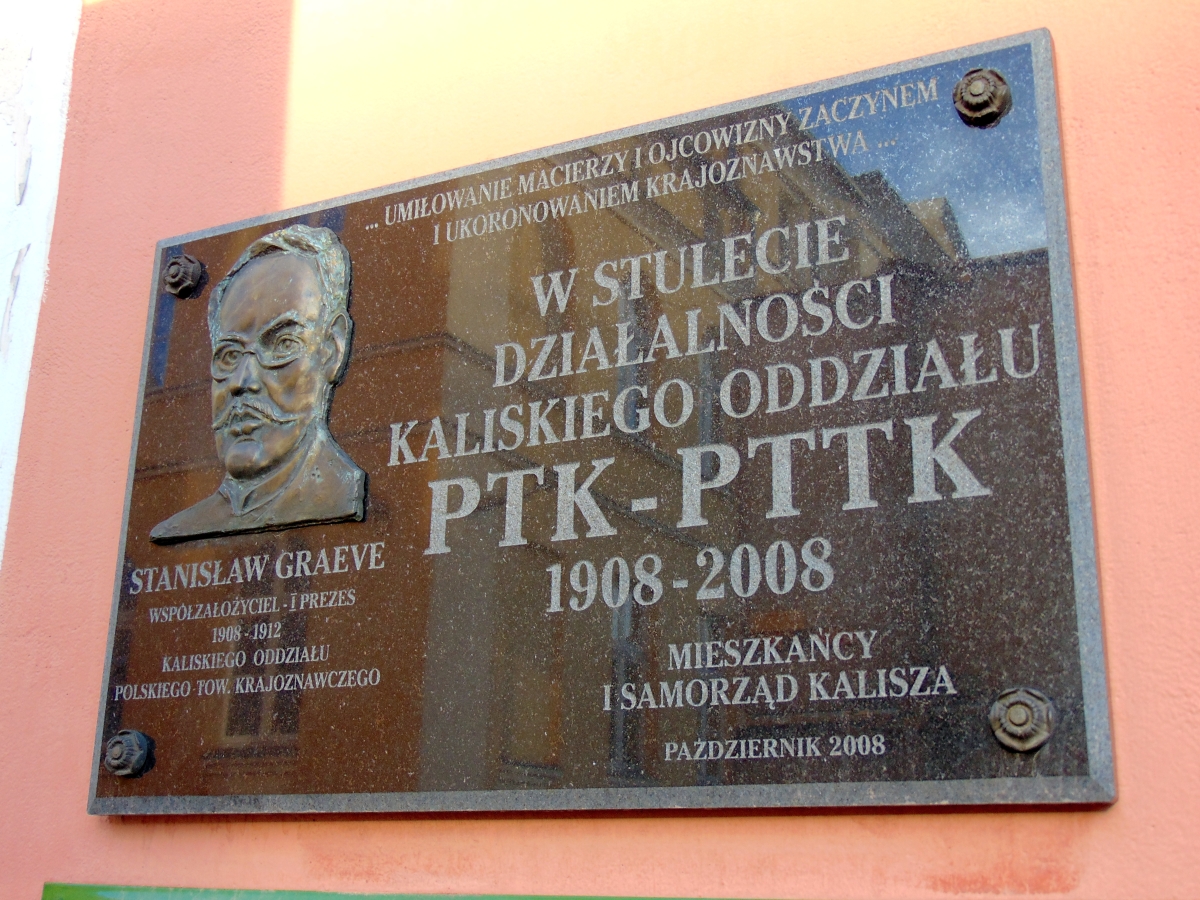 ... UMIŁOWANIE MACIERZY I OJCOWIZNY ZACZYNEM
I UKORONOWANIEM KRAJOZNAWSTWA ...
W STULECIE
DZIAŁALNOŚCI
KALISKIEGO ODDZIAŁU
PTK-PTTK
1908-2008
MIESZKAŃCY
I SAMORZĄD KALISZA
PAŹDZIERNIK 2008
STANISŁAW GRAEVE
WSPÓŁZAŁOŻYCIEL - I PREZES
1908 - 1912
KALISKIEGO ODDZIAŁU
POLSKIEGO TOW. KRAJOZNAWCZEGO